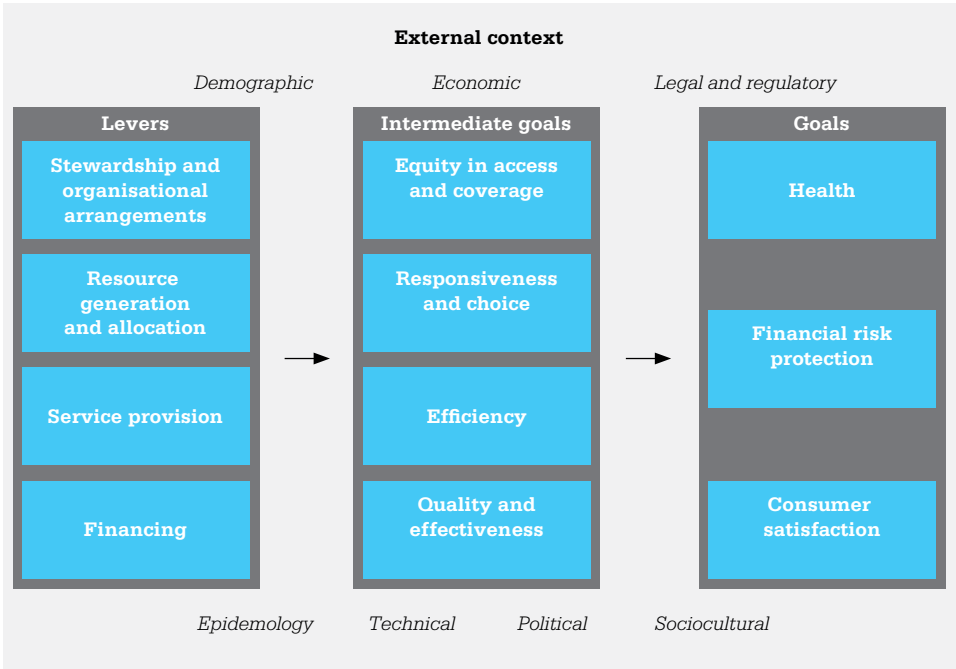 External context
Demographic
Economic
Legal and regulatory
Levers
Stewardship and
organisational
arrangements
Resource
generation
and allocation
Service provision
Financing
Intermediate goals
Equity in access
and coverage
Responsiveness
and choice
Efficiency
Quality and
effectiveness
Goals
Health
Financial risk
protection
Consumer
satisfaction
Epidemology
Technical
Political
Sociocultural